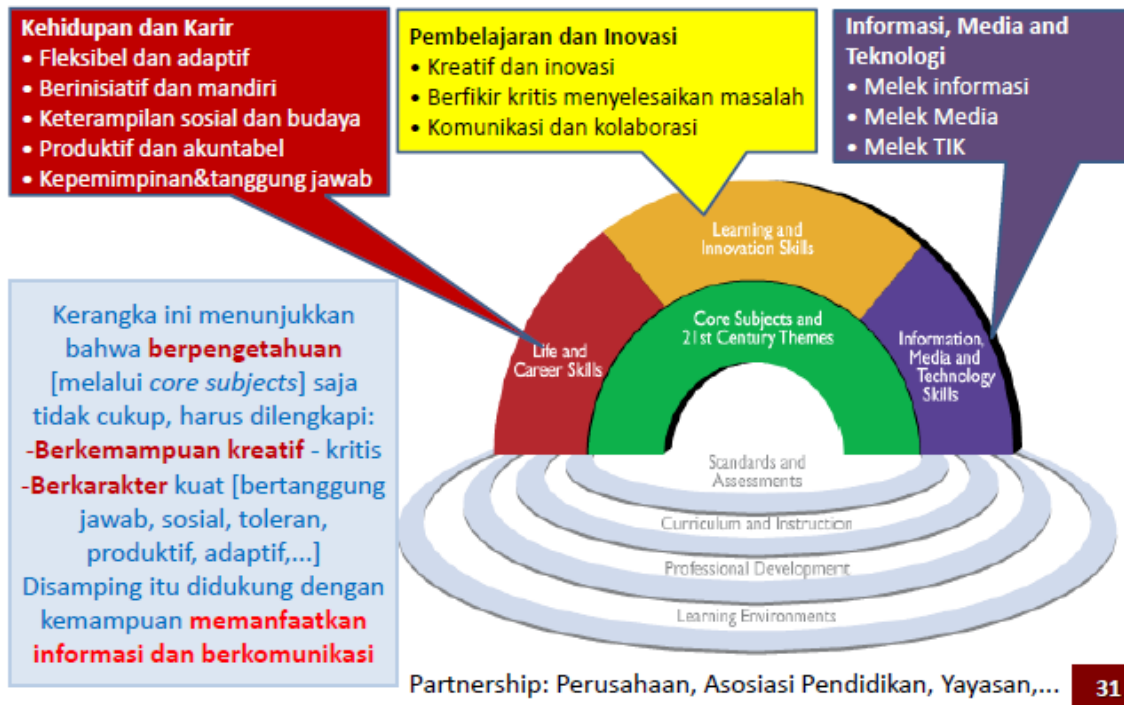 Kehidupan dan Karir
• Fleksibel dan adaptif
• Berinisiatif dan mandiri
• Keterampilan sosial dan budaya
• Produktif dan akuntabel
• Kepemimpinan&tanggung jawab
Pembelajaran dan Inovasi
• Kreatif dan inovasi
• Berfikir kritis menyelesaikan masalah
• Komunikasi dan kolaborasi
Informasi, Media and
Teknologi
• Melek informasi
• Melek Media
• Melek TIK
Learning and
Innovation Skills
Core Subjects and
21st Century Themes
Life and
Career Skills
Information,
Media and
Technology
Skills
Standards and
Assessments
Curriculum and Instruction
Professional Development
Learning Environments
Kerangka ini menunjukkan
bahwa berpengetahuan
[melalui core subjects] saja
tidak cukup, harus dilengkapi:
-Berkemampuan kreatif - kritis
-Berkarakter kuat [bertanggung
jawab, sosial, toleran,
produktif, adaptif,...]
Disamping itu didukung dengan
kemampuan memanfaatkan
informasi dan berkomunikasi
Partnership: Perusahaan, Asosiasi Pendidikan, Yayasan,...
31